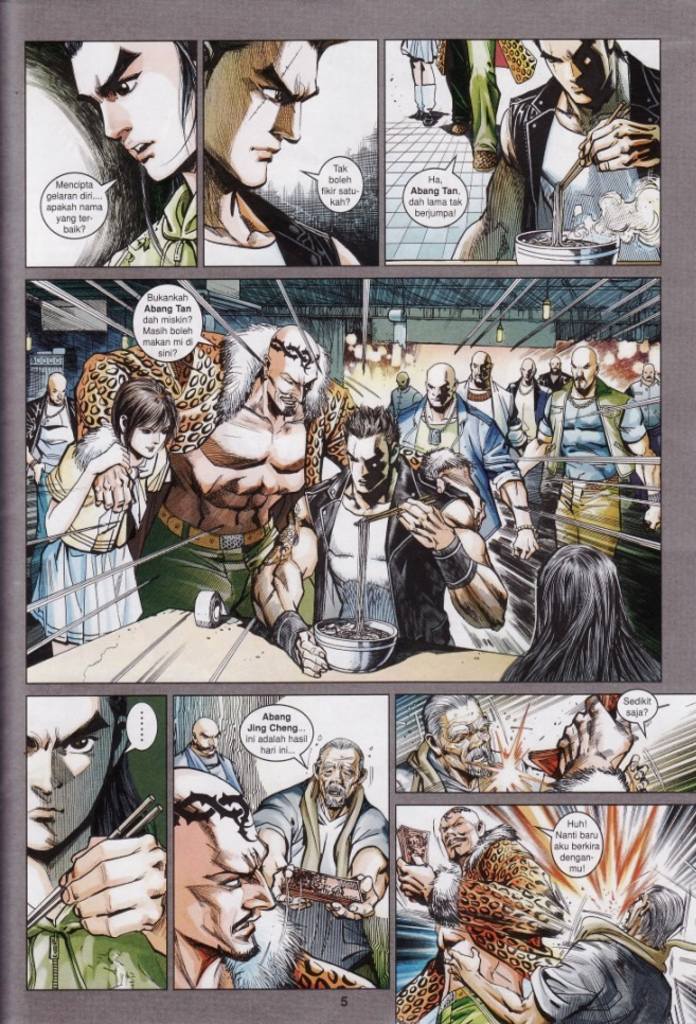 Mencipta
gelaran diri....
apakah nama
yang ter-
baik?
Tak
boleh
fikir satu-
kah?
Ha,
Abang Tan,
dah lama tak
berjumpa!
Bukankah
Abang Tan
dah miskin?
Masih boleh
makan mi di
sini?
......
Abang
Jing Cheng...
ini adalah hasil
hari ini...
Sedikit
saja?
Huh!
Nanti baru
aku berkira
dengan-
mu!
5